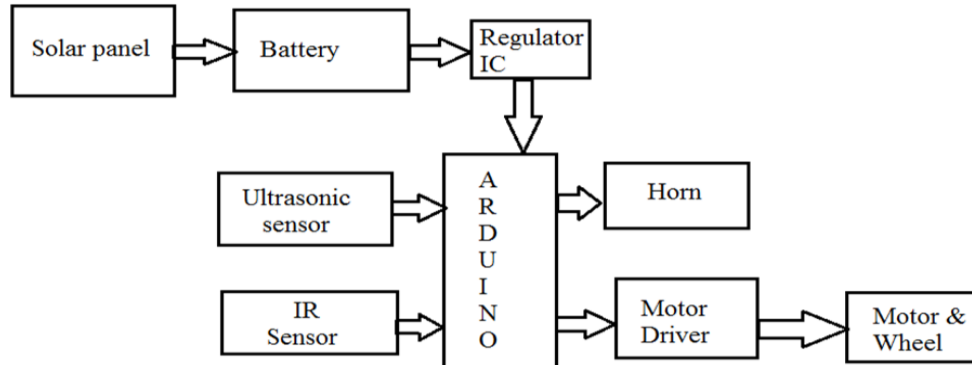 Solar panel
Battery
Regulator
IC
Ultrasonic
sensor
A
R
D
U
I
N
O
Horn
IR
Sensor
Motor
Driver
Motor &
Wheel